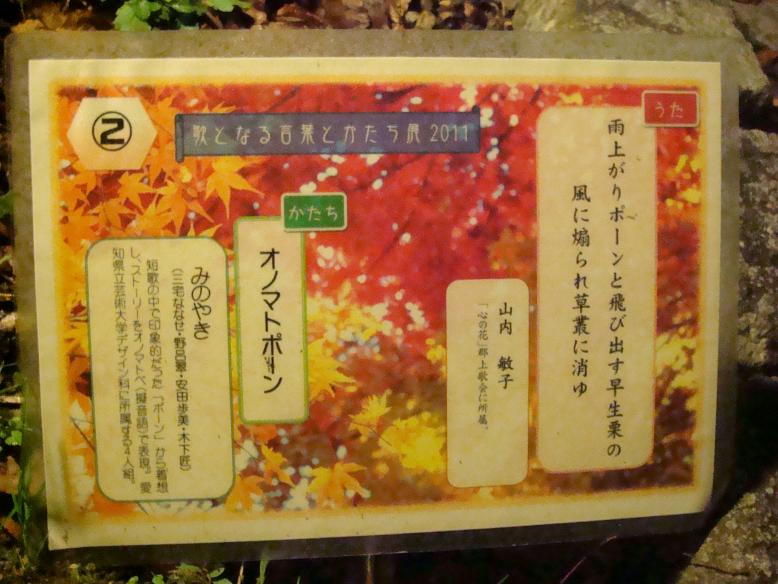 ②
歌となる言葉とかたち展 2011
うた
雨上がりポーンと飛び出す早生栗の
風に煽られ草叢に消ゆ
山内 敏子
「心の花」郡上歌会に所属。
かたち
オノマトポーン
みのやき
(三宅ななせ・野呂翠・安田歩美・木下匠)
短歌の中で印象的だった「ポーン」から着想
し、ストーリーをオノマトペ(擬音語)で表現。愛
知県立芸術大学デザイン科に所属する4人組。